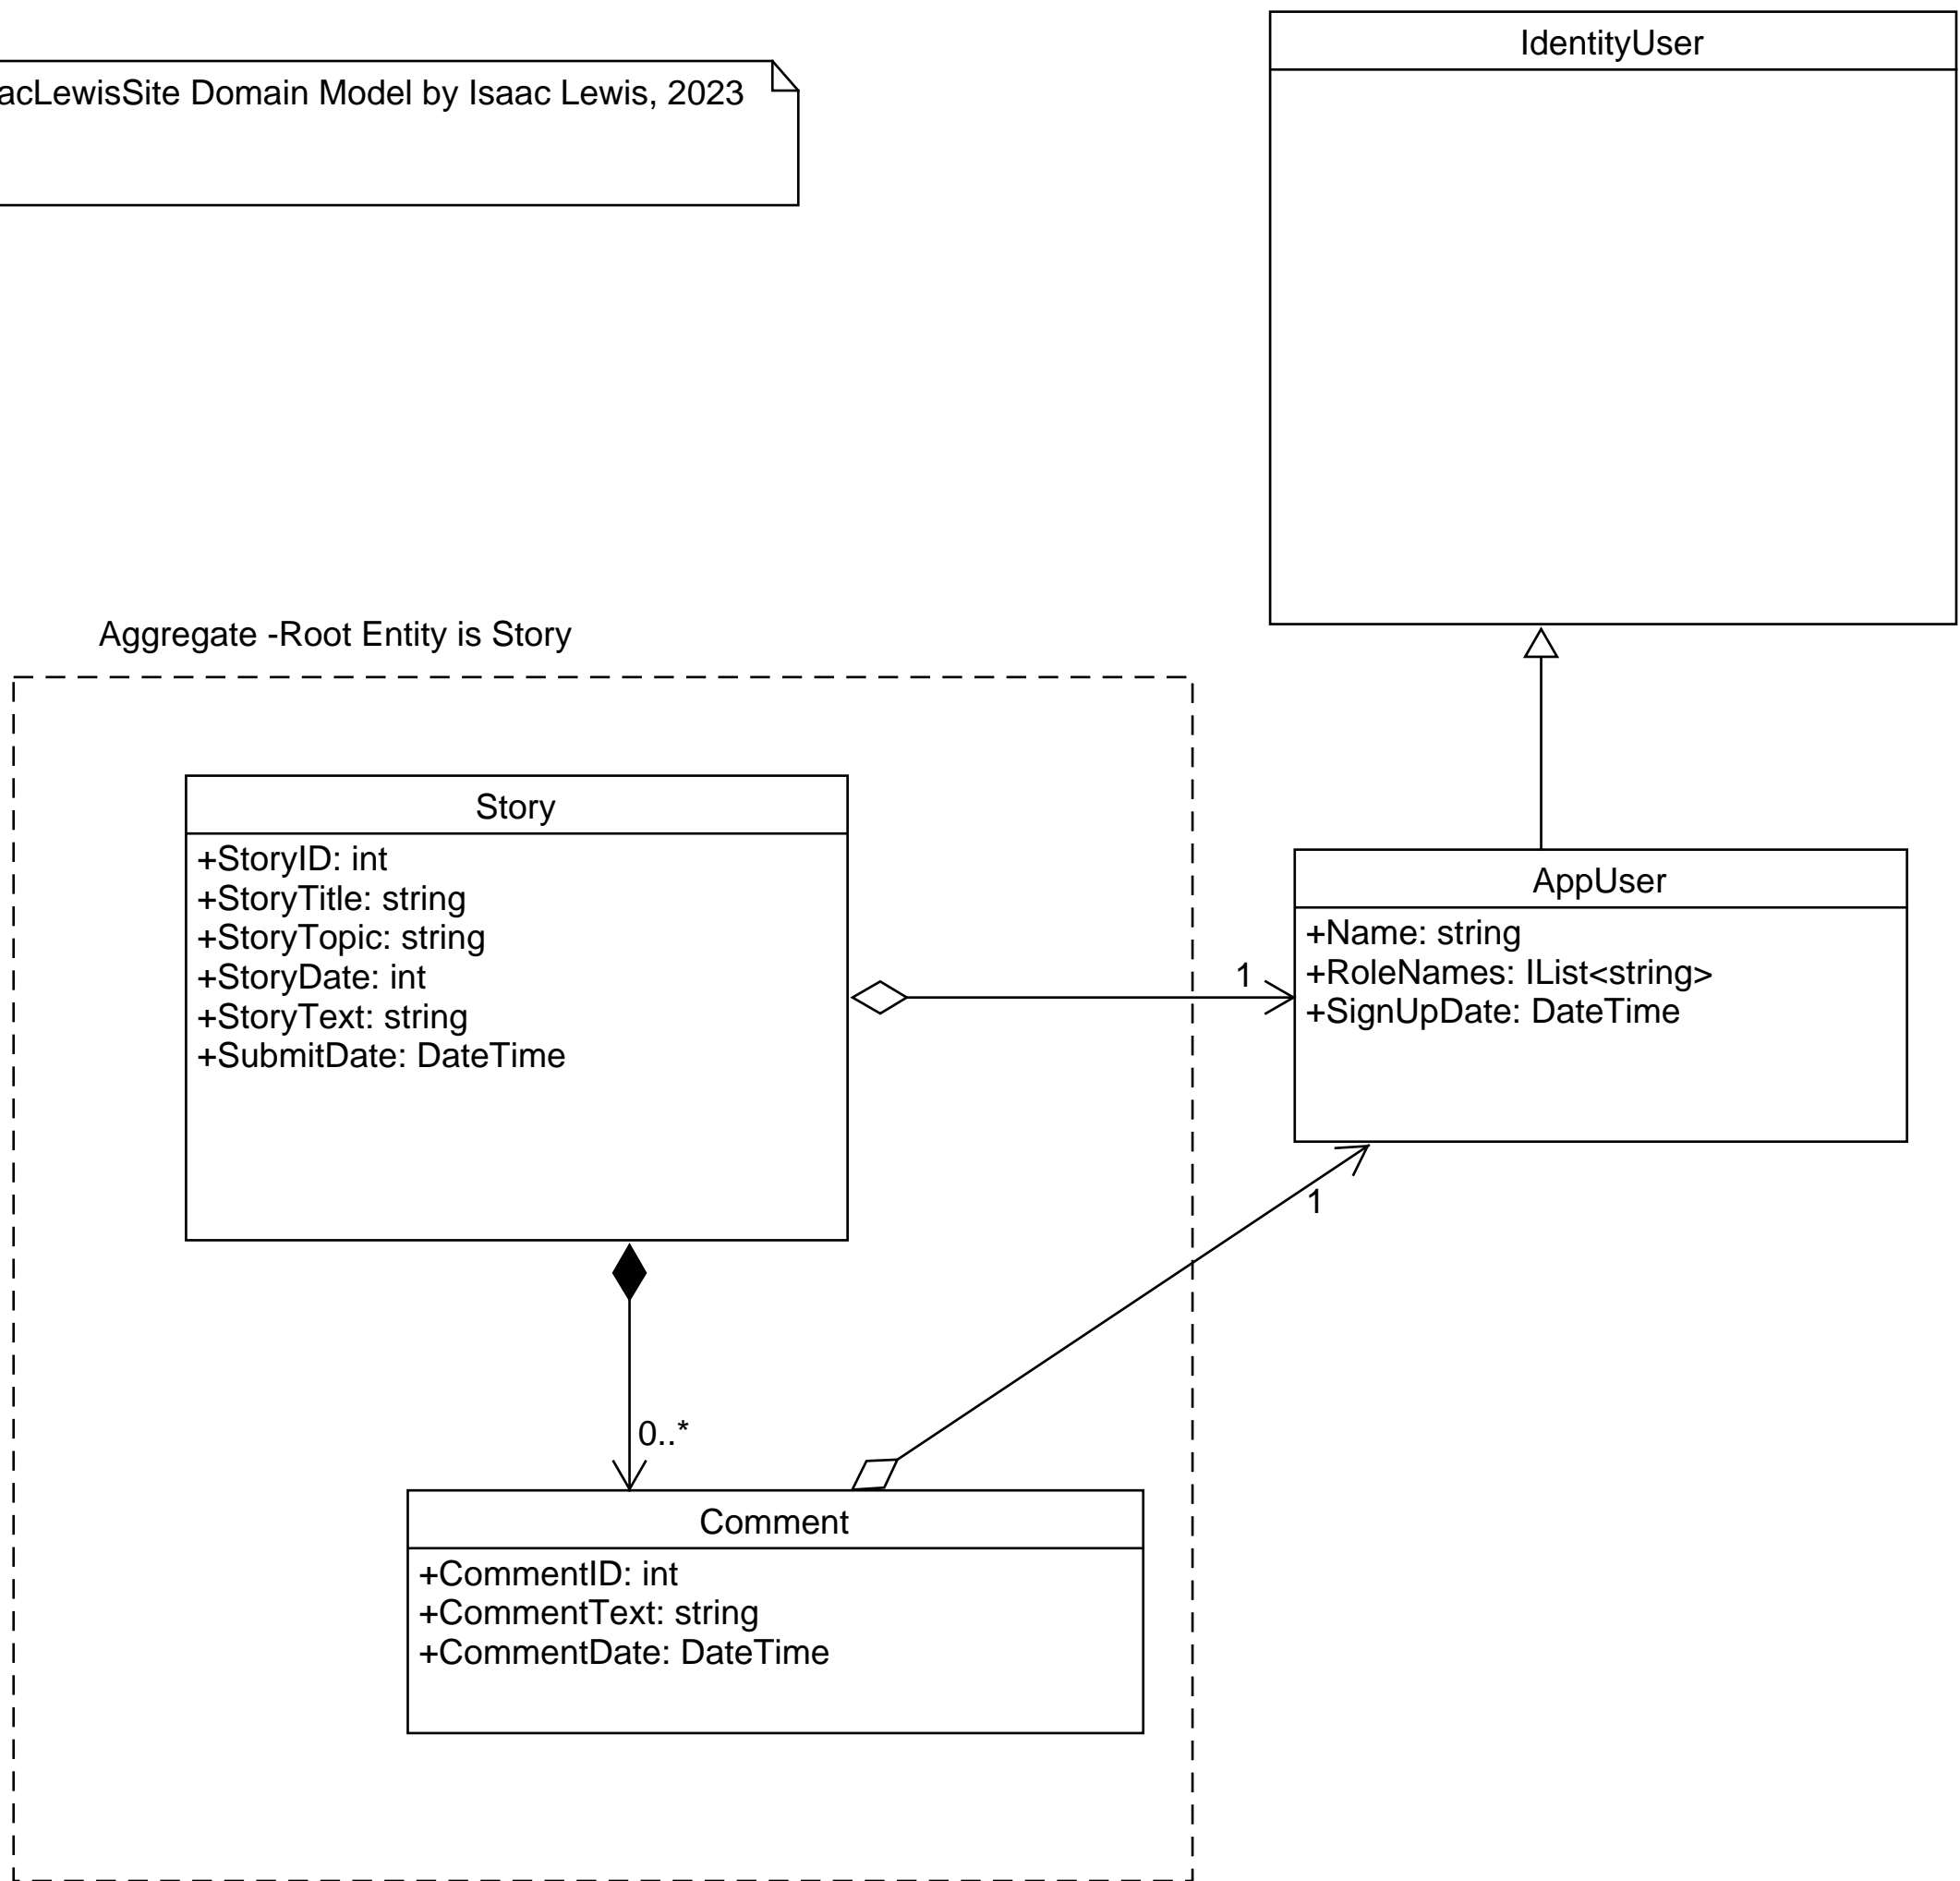 IdentityUser
acLewisSite Domain Model by Isaac Lewis, 2023
Aggregate -Root Entity is Story
Story
+StoryID: int
+StoryTitle: string
+StoryTopic: string
+StoryDate: int
+StoryText: string
+SubmitDate: DateTime
AppUser
+Name: string
+RoleNames: IList<string>
+SignUpDate: DateTime
1
1
0..*
Comment
+CommentID: int
+CommentText: string
+CommentDate: DateTime